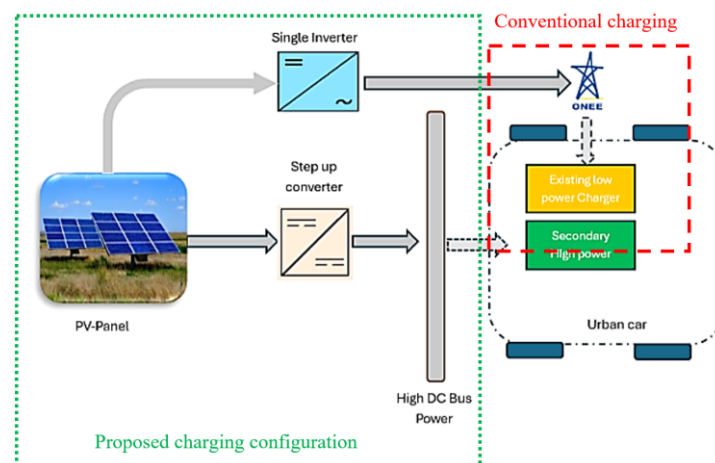 Conventional charging
Single Inverter
ONEE
Step up
converter
Existing low
power Charger
Secondary
High power
PV-Panel
Urban car
High DC Bus
Power
Proposed charging configuration